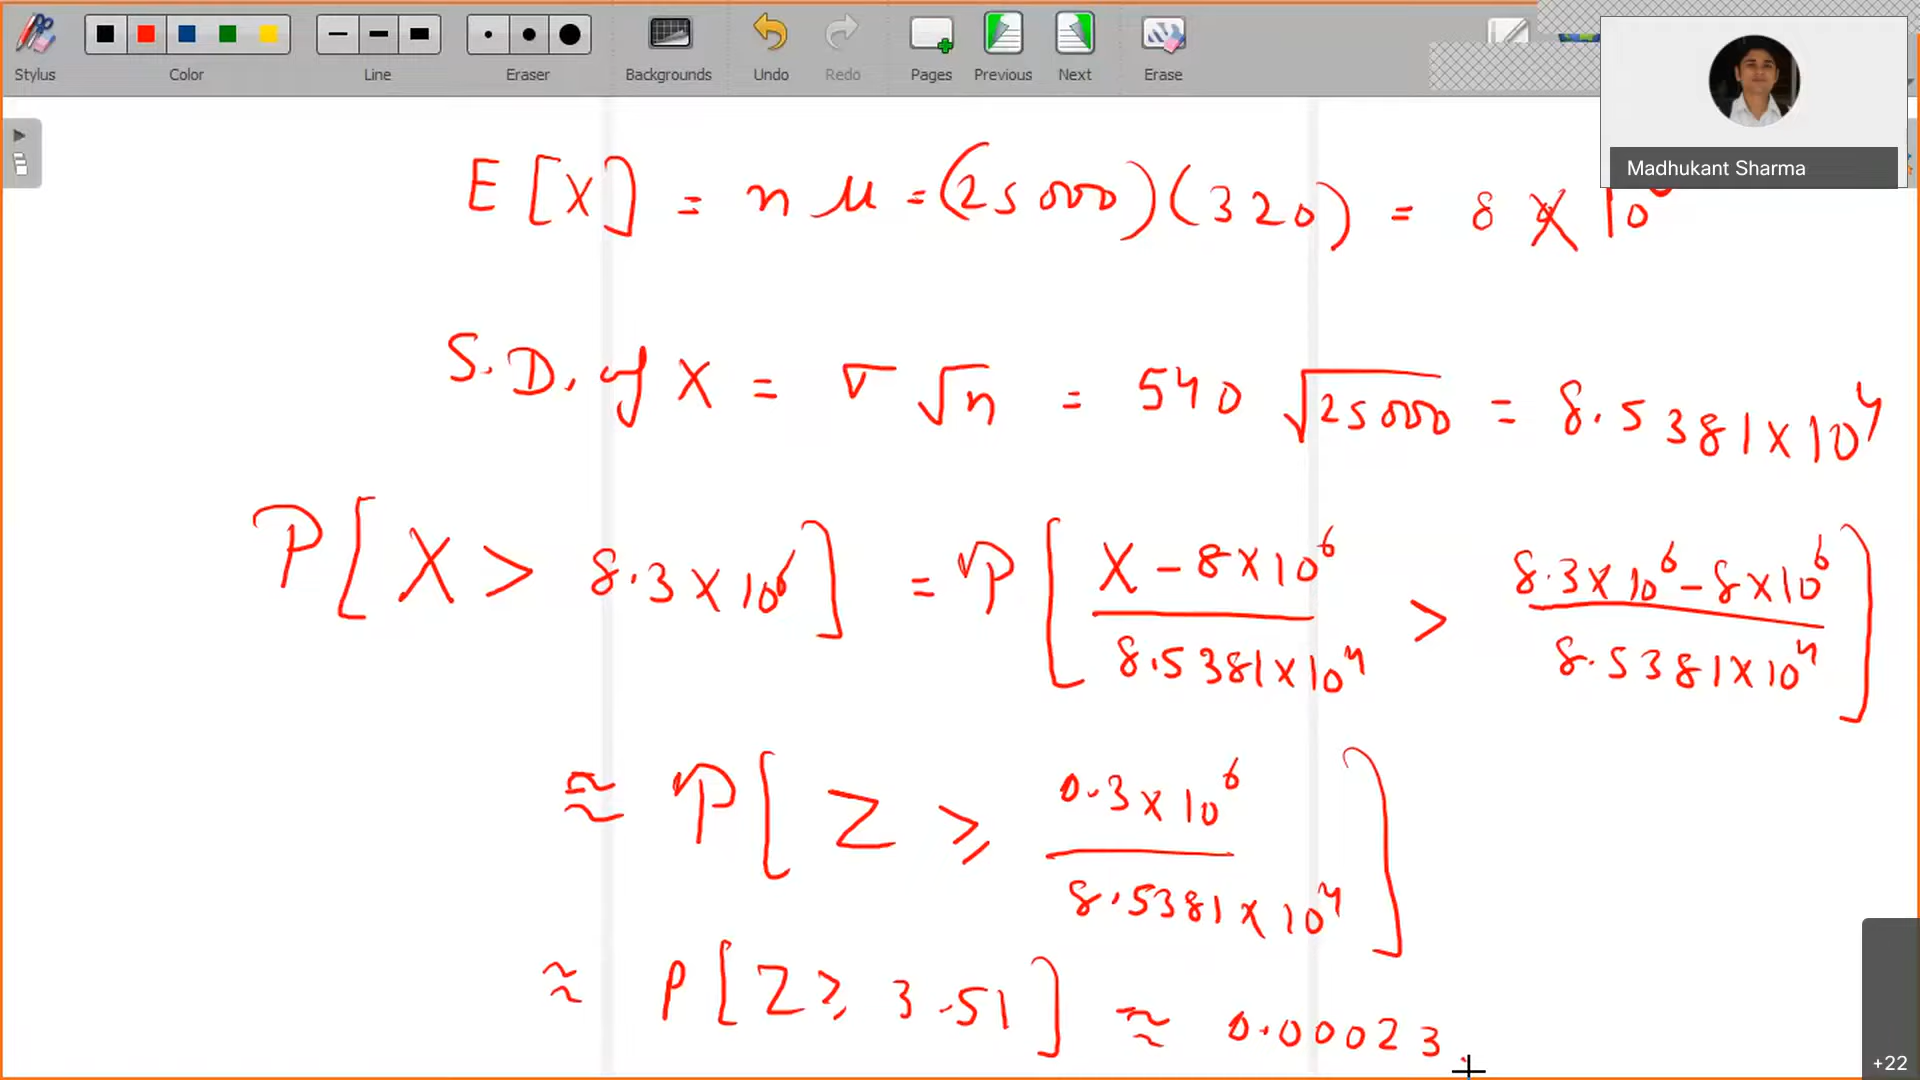 Stylus Color Line Eraser Backgrounds Undo Redo Pages Previous Next Erase
Madhukant Sharma
E[X] = nμ = (25000)(320) = 8 × 10
S.D. of X = σ√n = 540 √25000 = 8.5381×10⁴
P[X > 8.3×10⁶] = P[(X − 8×10⁶)/(8.5381×10⁴) > (8.3×10⁶ − 8×10⁶)/(8.5381×10⁴)]
≅ P[Z ≥ (0.3×10⁶)/(8.5381×10⁴)]
≈ P[Z ≥ 3.51] ≅ 0.00023
+22